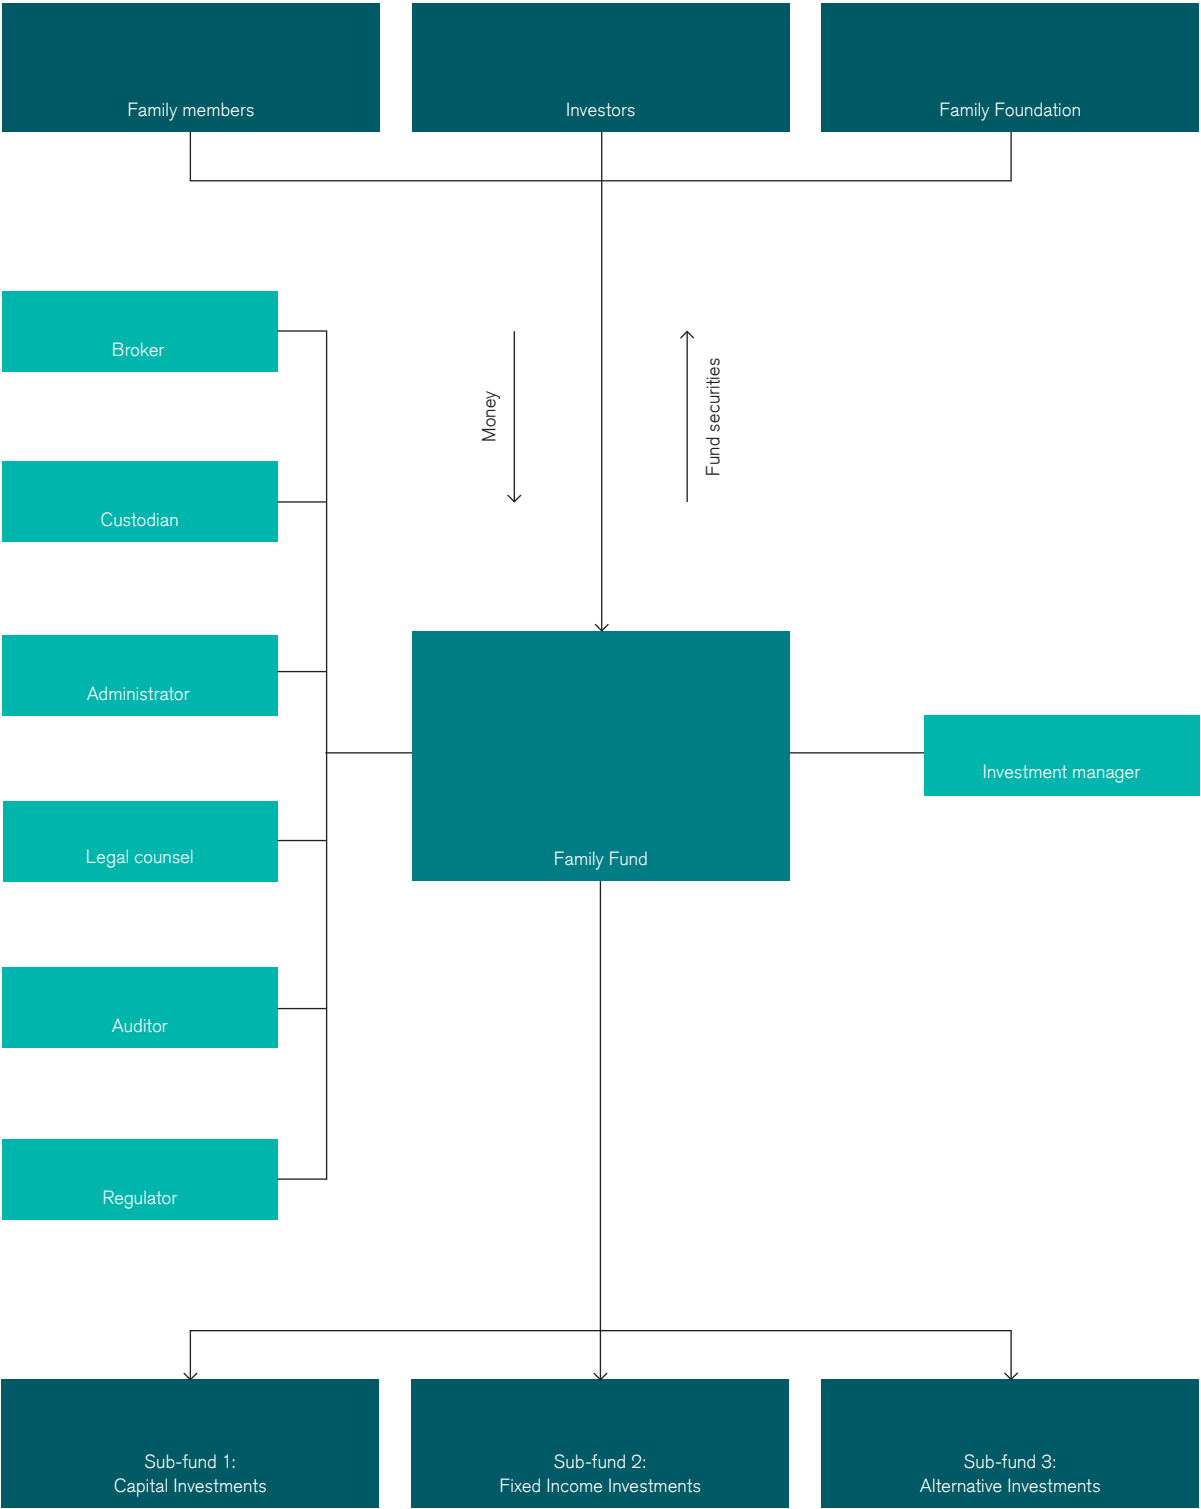 Family members
Investors
Family Foundation
Broker
Money
Fund securities
Custodian
Administrator
Investment manager
Legal counsel
Family Fund
Auditor
Regulator
Sub-fund 1:
Capital Investments
Sub-fund 2:
Fixed Income Investments
Sub-fund 3:
Alternative Investments